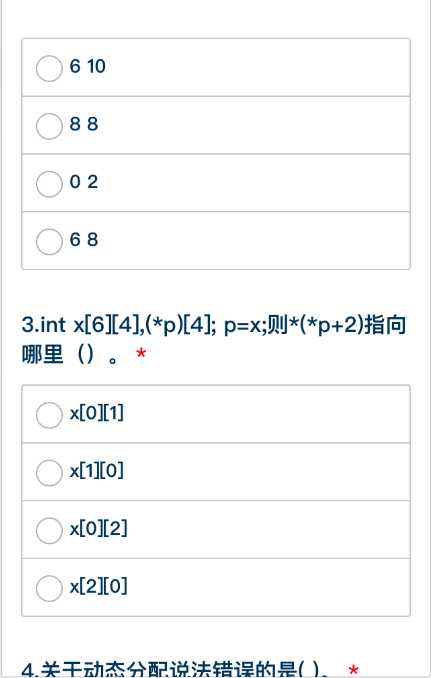 6 10
8 8
0 2
6 8
3.int x[6][4],(*p)[4]; p=x;则*(*p+2)指向
哪里（）。 *
x[0][1]
x[1][0]
x[0][2]
x[2][0]
4.关于动态分配说法错误的是( )。 *